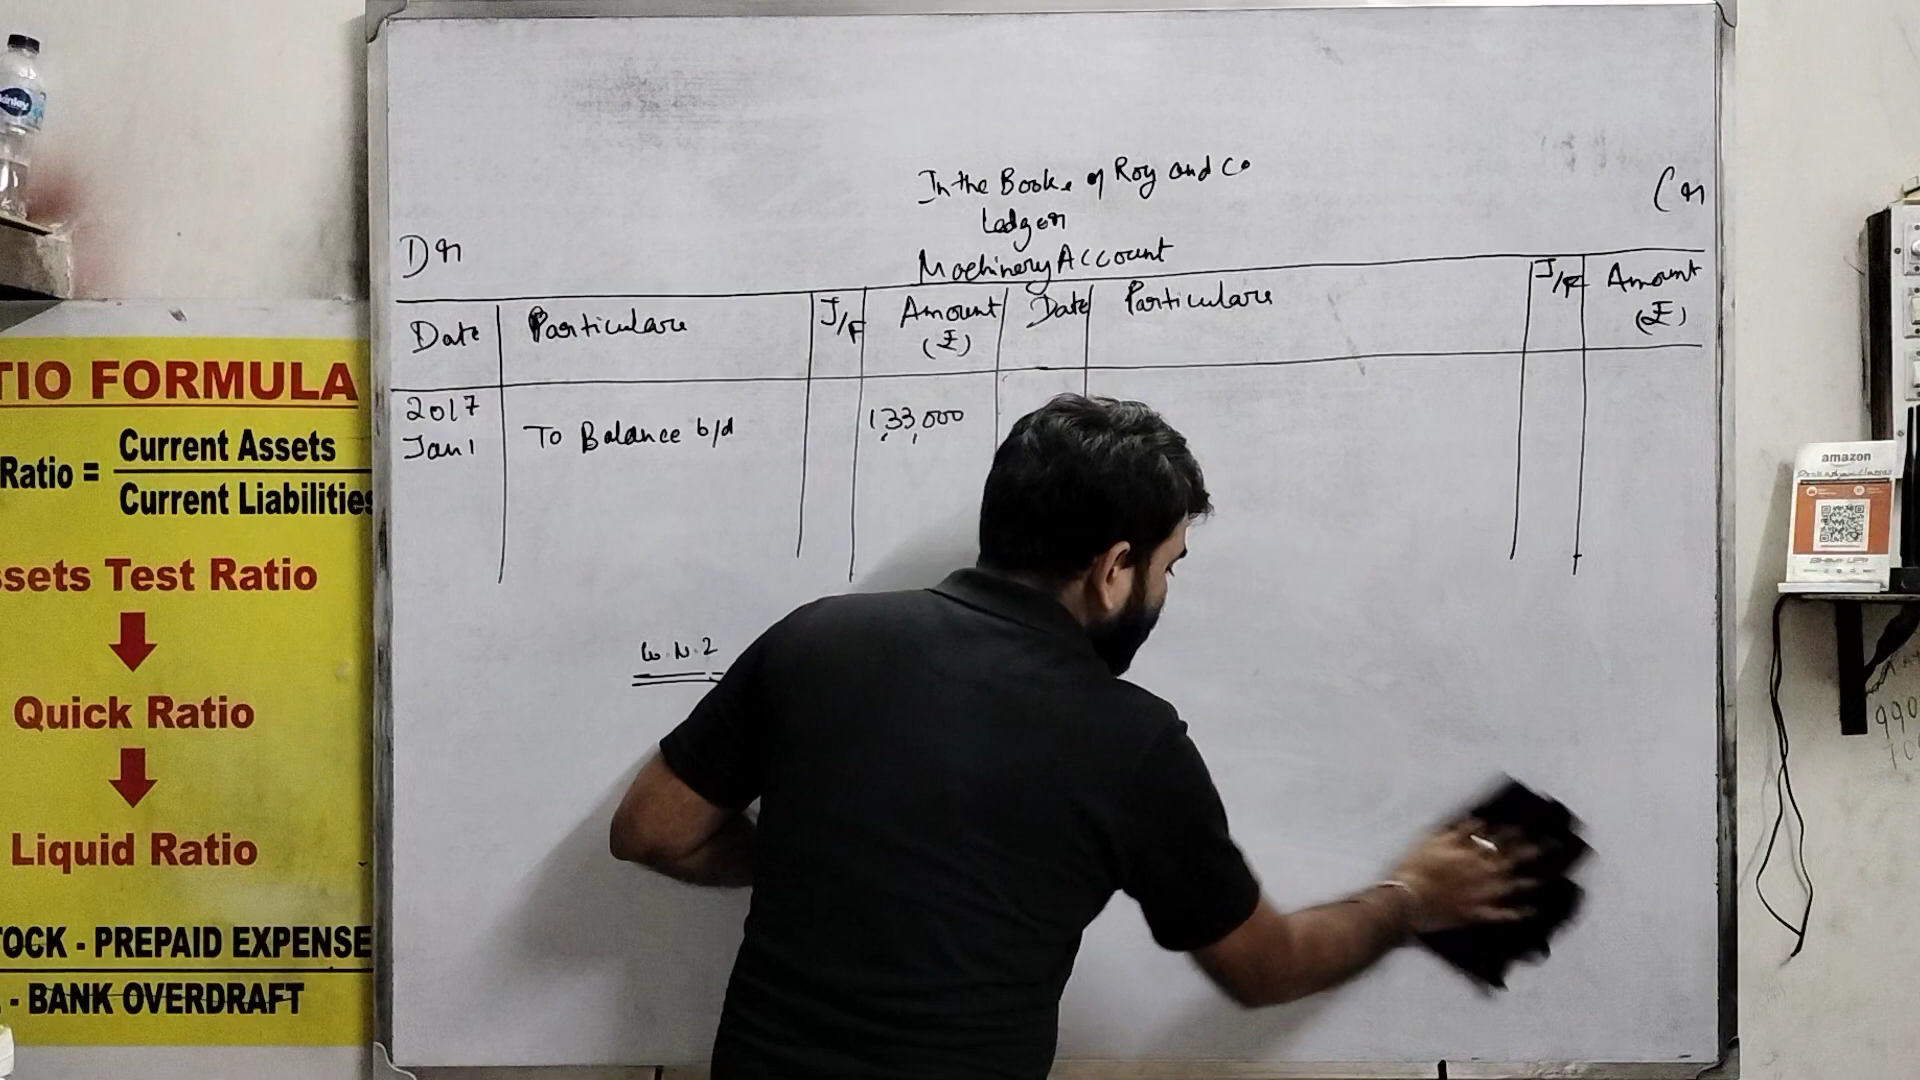 In the Books of Roy and Co
Ledger
Machinery Account
Dr
Cr
Date Particulars J/F Amount (₹) Date Particulars J/F Amount (₹)
2017
Jan 1 To Balance b/d 1,33,000
W.N.2
TIO FORMULA
Ratio = Current Assets
Current Liabilities
ssets Test Ratio
Quick Ratio
Liquid Ratio
TOCK - PREPAID EXPENSE
- BANK OVERDRAFT
amazon
990